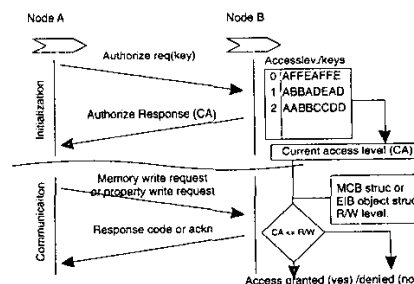 Node A
Node B
Authorize req(key)
Accesslev./keys
0 AFFEAFFE
1 ABBADEAD
2 AABBCCDD
Initialization
Authorize Response (CA)
Current access level (CA)
Memory write request
or property write request
MCB struc or
EIB object struc
R/W level.
Communicaiton
CA <= R/W
Response code or ackn
Access granted (yes) /denied (no